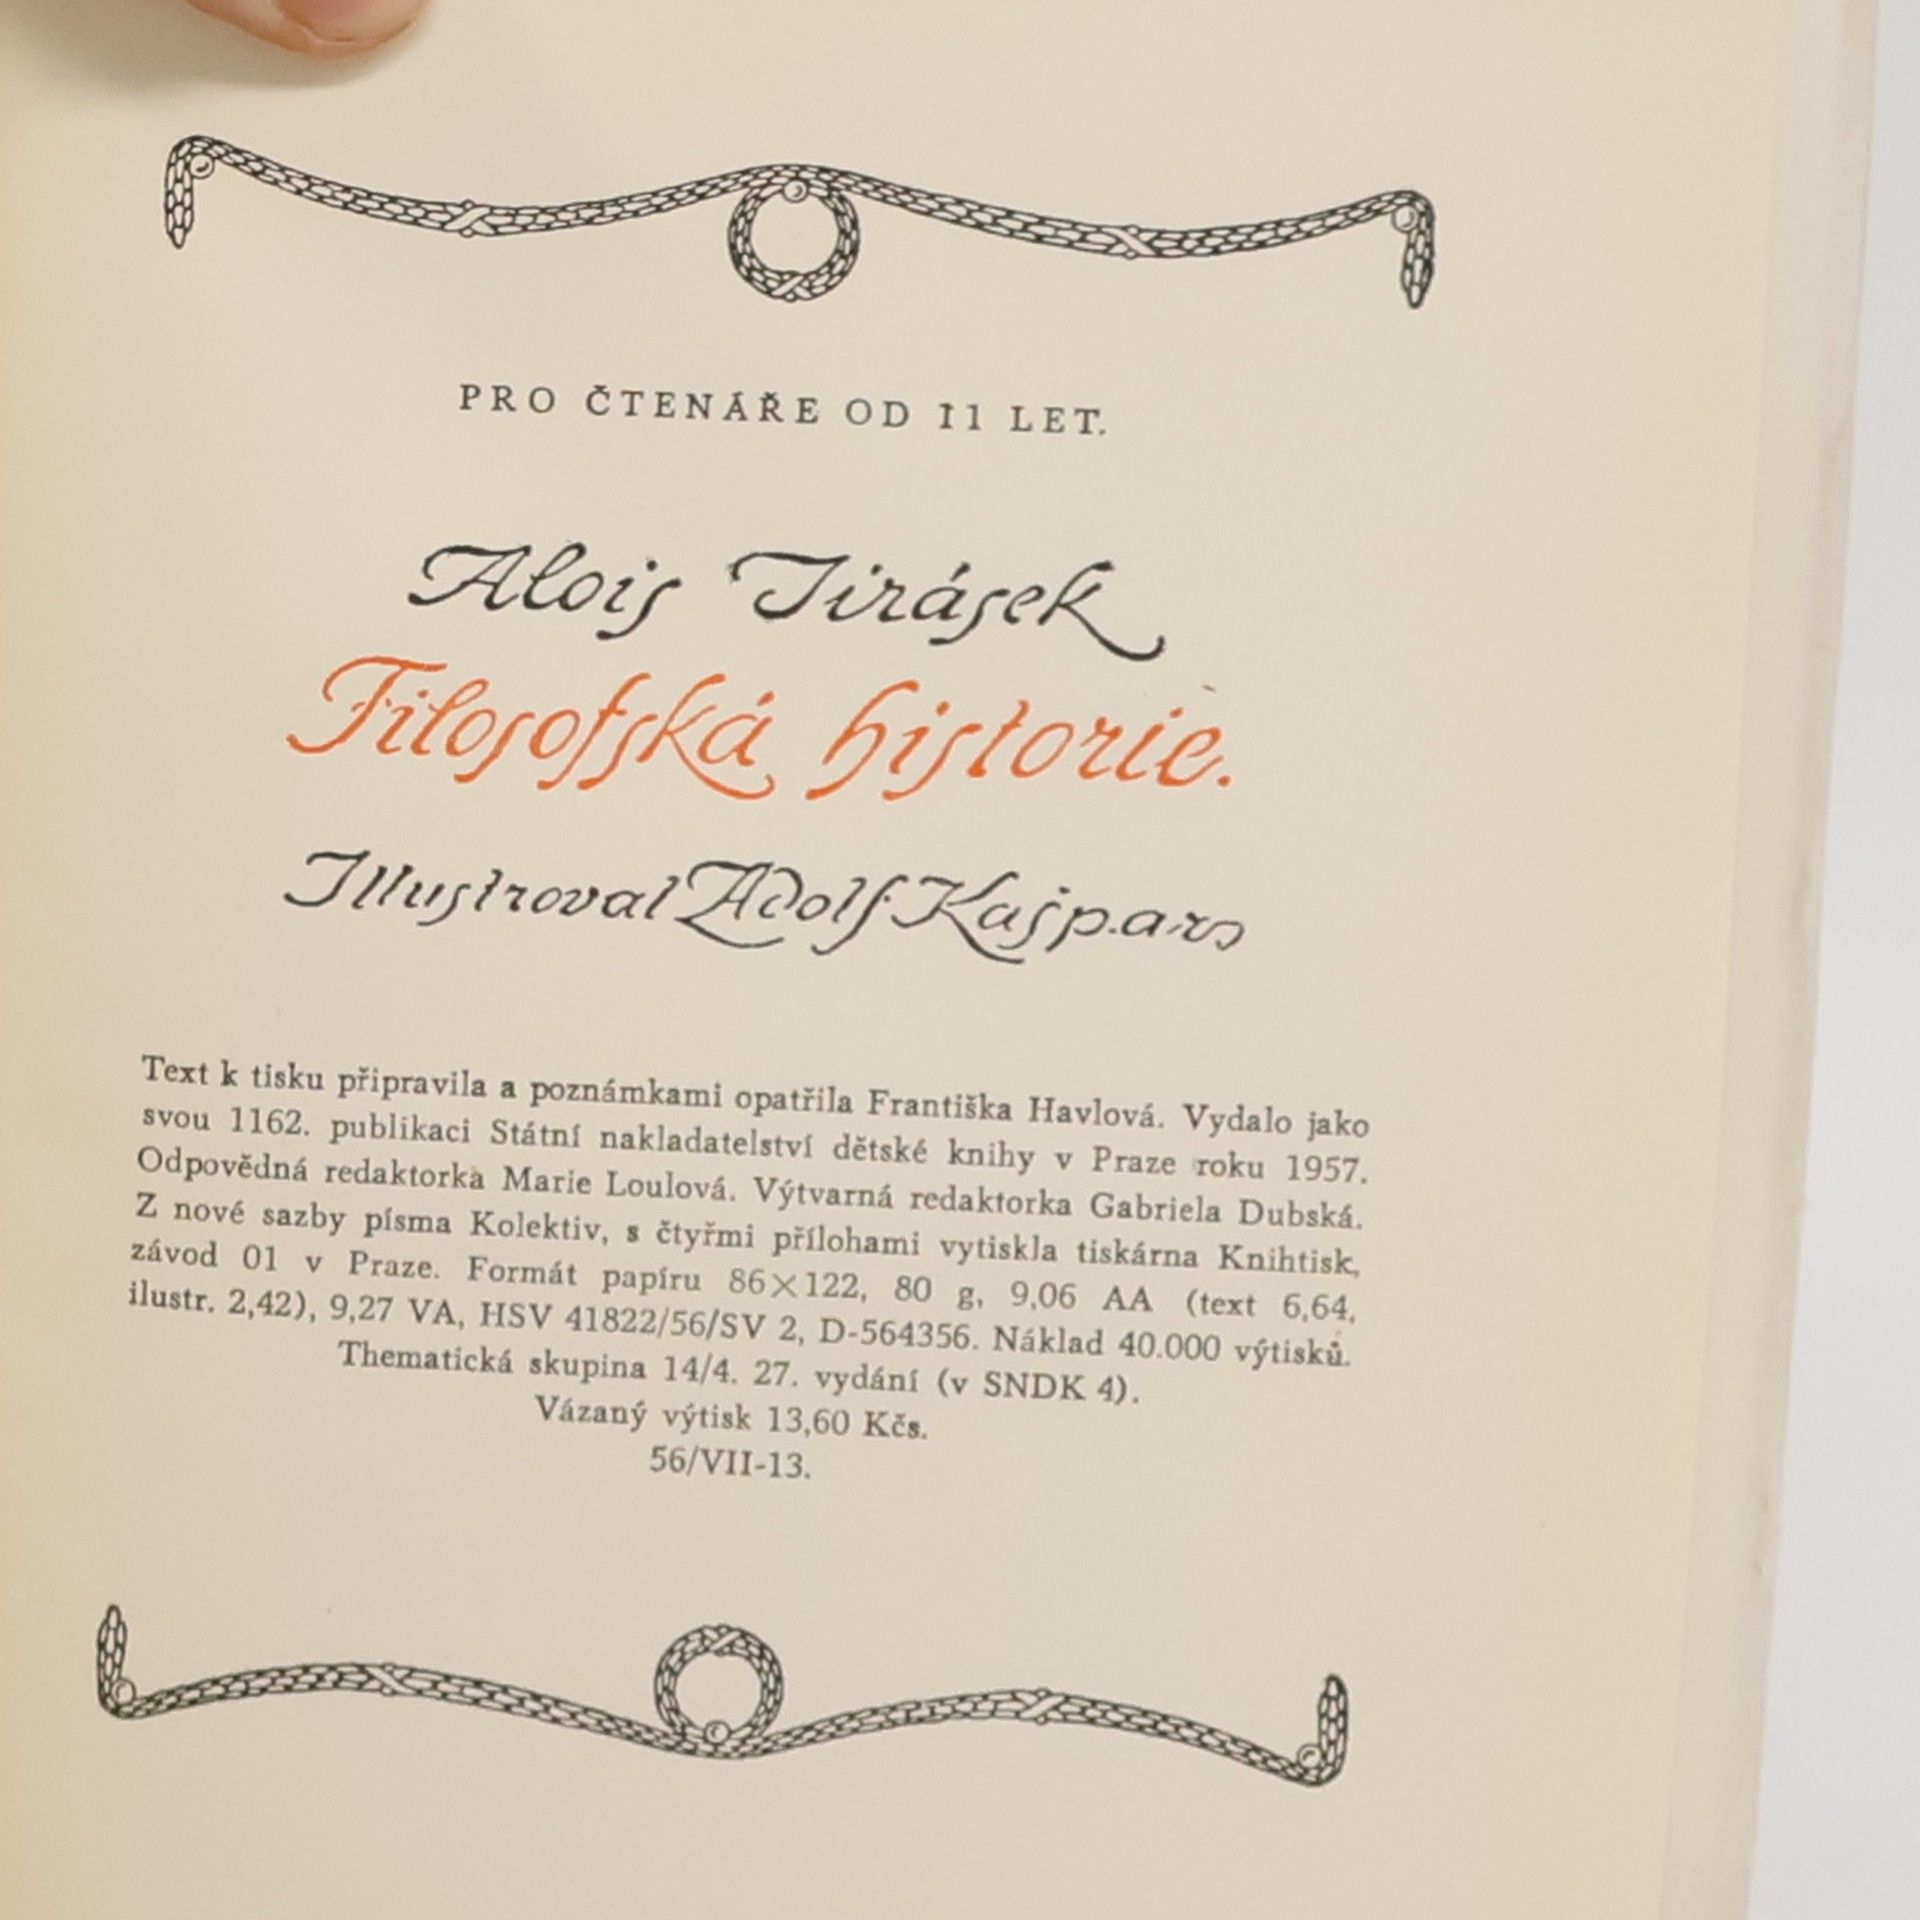 PRO ČTENÁŘE OD 11 LET.
Alois Jirásek
Filosofská historie.
Illustroval Adolf Kašpar
Text k tisku připravila a poznámkami opatřila Františka Havlová. Vydalo jako
svou 1162. publikaci Státní nakladatelství dětské knihy v Praze roku 1957.
Odpovědná redaktorka Marie Loulová. Výtvarná redaktorka Gabriela Dubská.
Z nové sazby písma Kolektiv, s čtyřmi přílohami vytiskla tiskárna Knihtisk,
závod 01 v Praze. Formát papíru 86×122, 80 g, 9,06 AA (text 6,64,
ilustr. 2,42), 9,27 VA, HSV 41822/56/SV 2, D-564356. Náklad 40.000 výtisků.
Thematická skupina 14/4. 27. vydání (v SNDK 4).
Vázaný výtisk 13,60 Kčs.
56/VII-13.